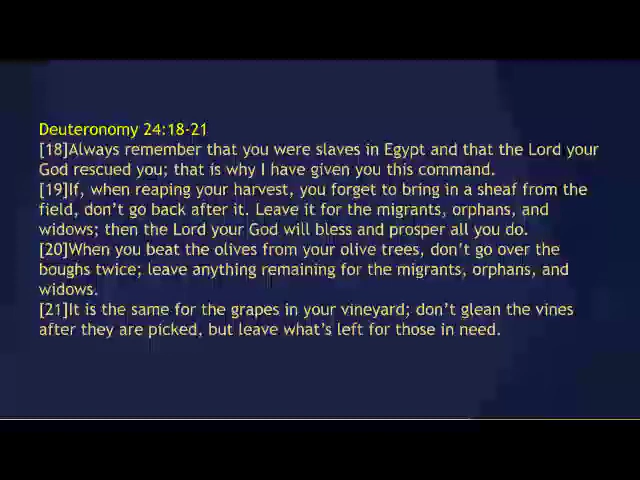 Deuteronomy 24:18-21
[18]Always remember that you were slaves in Egypt and that the Lord your
God rescued you; that is why I have given you this command.
[19]If, when reaping your harvest, you forget to bring in a sheaf from the
field, don’t go back after it. Leave it for the migrants, orphans, and
widows; then the Lord your God will bless and prosper all you do.
[20]When you beat the olives from your olive trees, don’t go over the
boughs twice; leave anything remaining for the migrants, orphans, and
widows.
[21]It is the same for the grapes in your vineyard; don’t glean the vines
after they are picked, but leave what’s left for those in need.